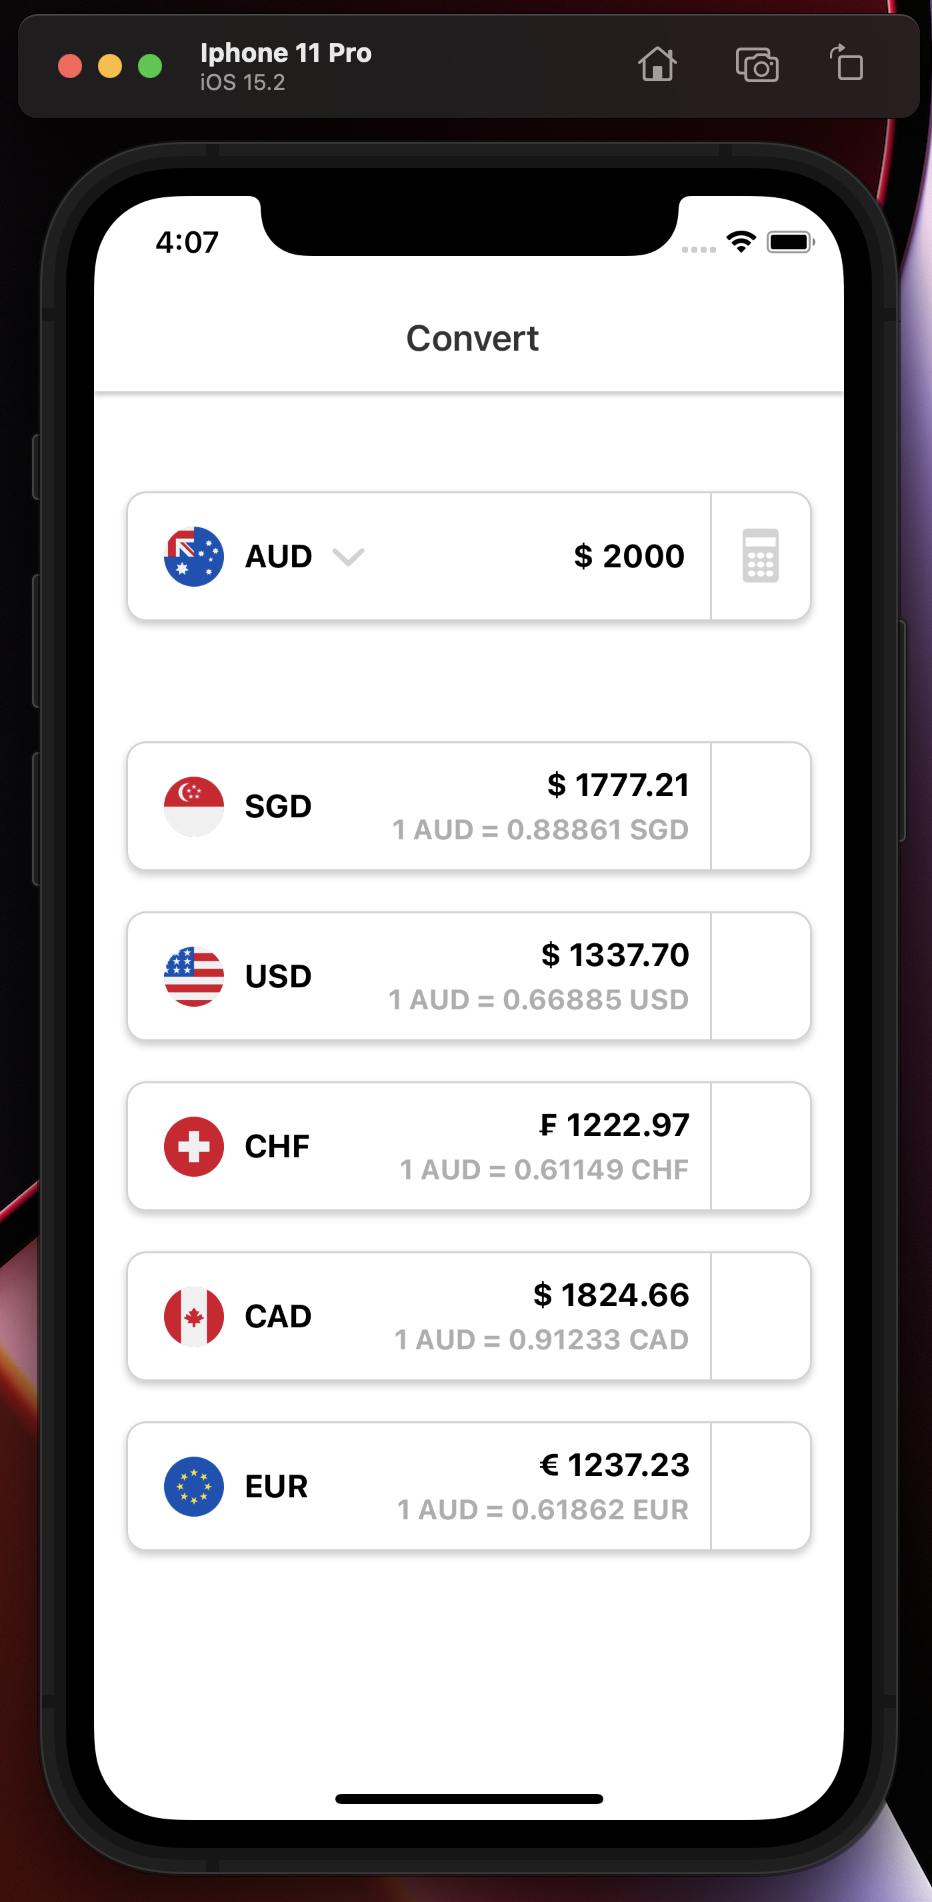 Iphone 11 Pro
iOS 15.2
4:07
Convert
AUD $ 2000
$ 1777.21
SGD
1 AUD = 0.88861 SGD
$ 1337.70
USD
1 AUD = 0.66885 USD
₣ 1222.97
CHF
1 AUD = 0.61149 CHF
$ 1824.66
CAD
1 AUD = 0.91233 CAD
€ 1237.23
EUR
1 AUD = 0.61862 EUR